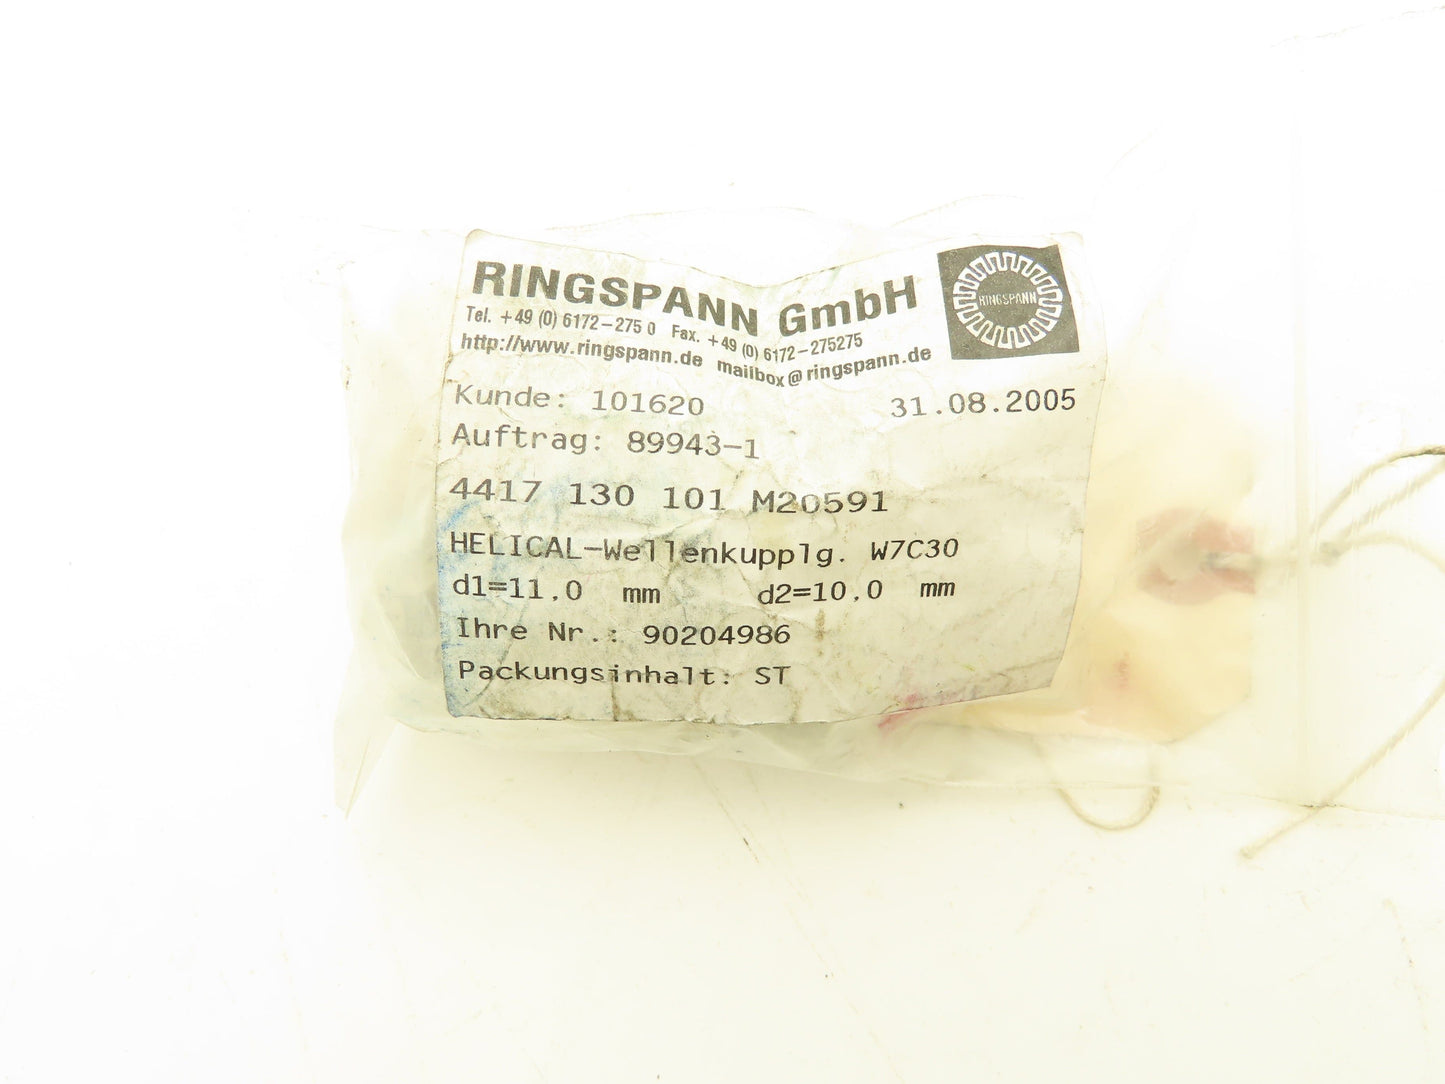 RINGSPANN GmbH
RINGSPANN
Tel. +49 (0) 6172-275 0 Fax. +49 (0) 6172-275275
http://www.ringspann.de mailbox@ringspann.de
Kunde: 101620 31.08.2005
Auftrag: 89943-1
4417 130 101 M20591
HELICAL-Wellenkupplg. W7C30
d1=11,0 mm d2=10,0 mm
Ihre Nr.: 90204986
Packungsinhalt: ST